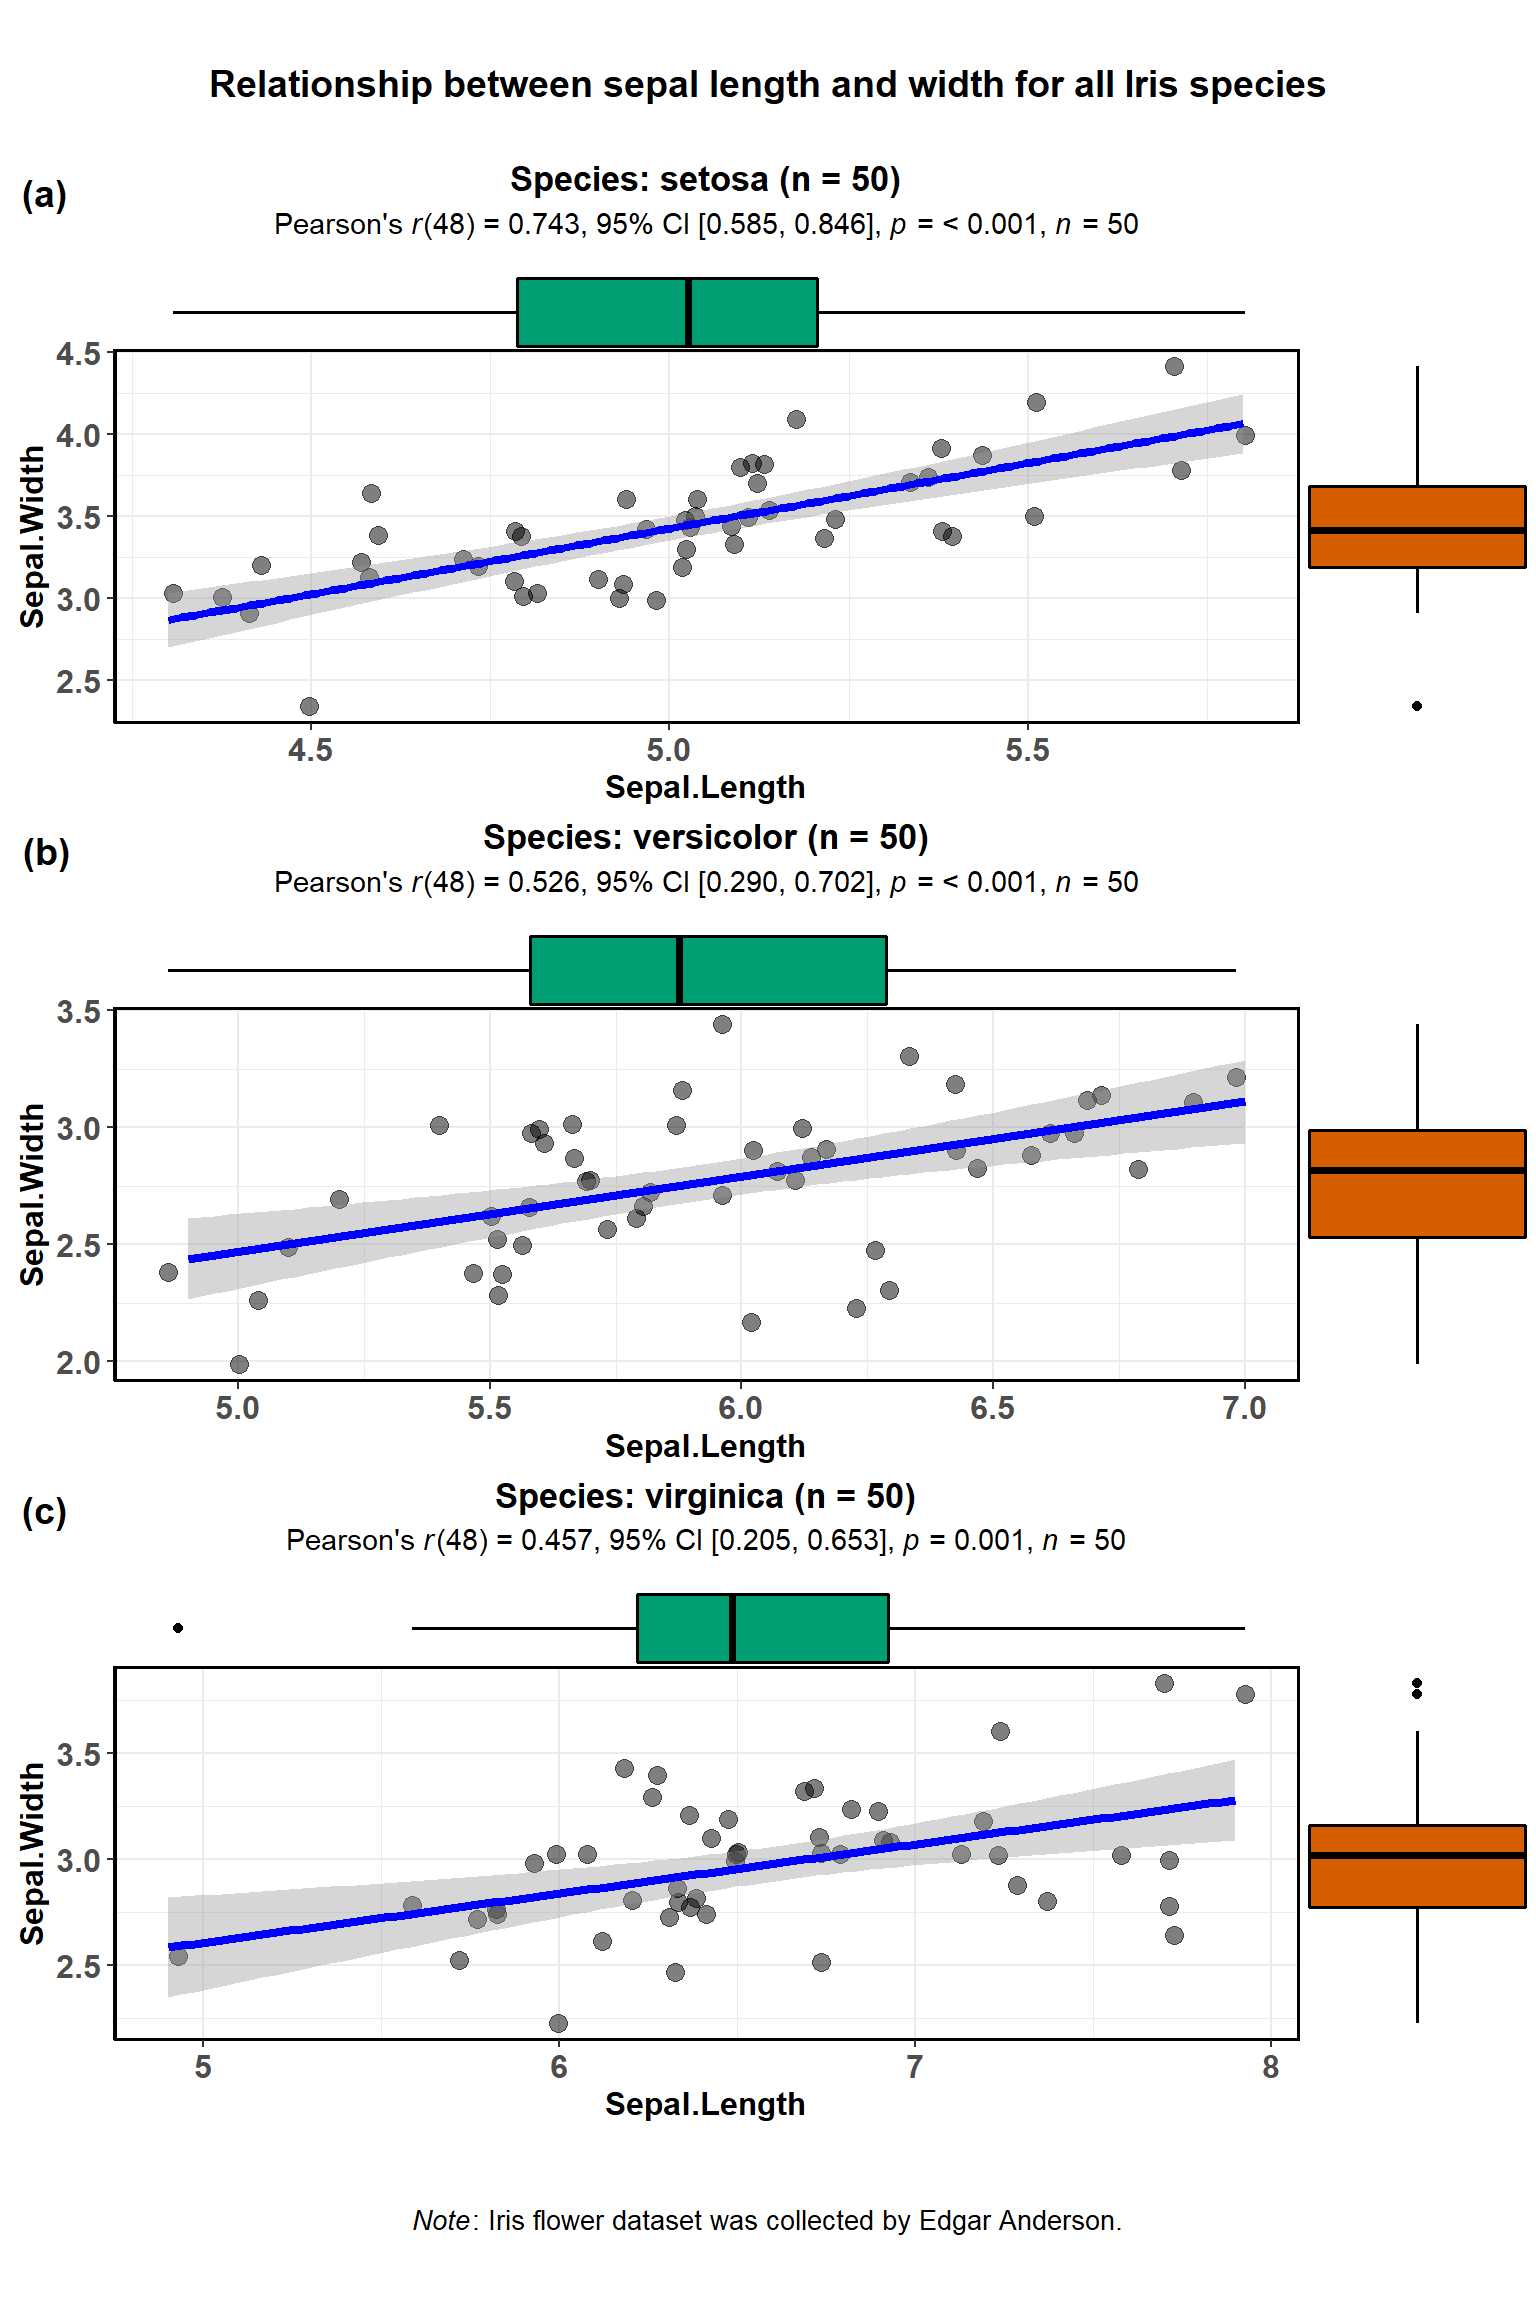 Relationship between sepal length and width for all Iris species
(a)
Species: setosa (n = 50)
Pearson's r(48) = 0.743, 95% CI [0.585, 0.846], p = < 0.001, n = 50
4.5
4.0
3.5
3.0
2.5
Sepal.Width
4.5 5.0 5.5
Sepal.Length
(b)
Species: versicolor (n = 50)
Pearson's r(48) = 0.526, 95% CI [0.290, 0.702], p = < 0.001, n = 50
3.5
3.0
2.5
2.0
Sepal.Width
5.0 5.5 6.0 6.5 7.0
Sepal.Length
(c)
Species: virginica (n = 50)
Pearson's r(48) = 0.457, 95% CI [0.205, 0.653], p = 0.001, n = 50
3.5
3.0
2.5
Sepal.Width
5 6 7 8
Sepal.Length
Note: Iris flower dataset was collected by Edgar Anderson.